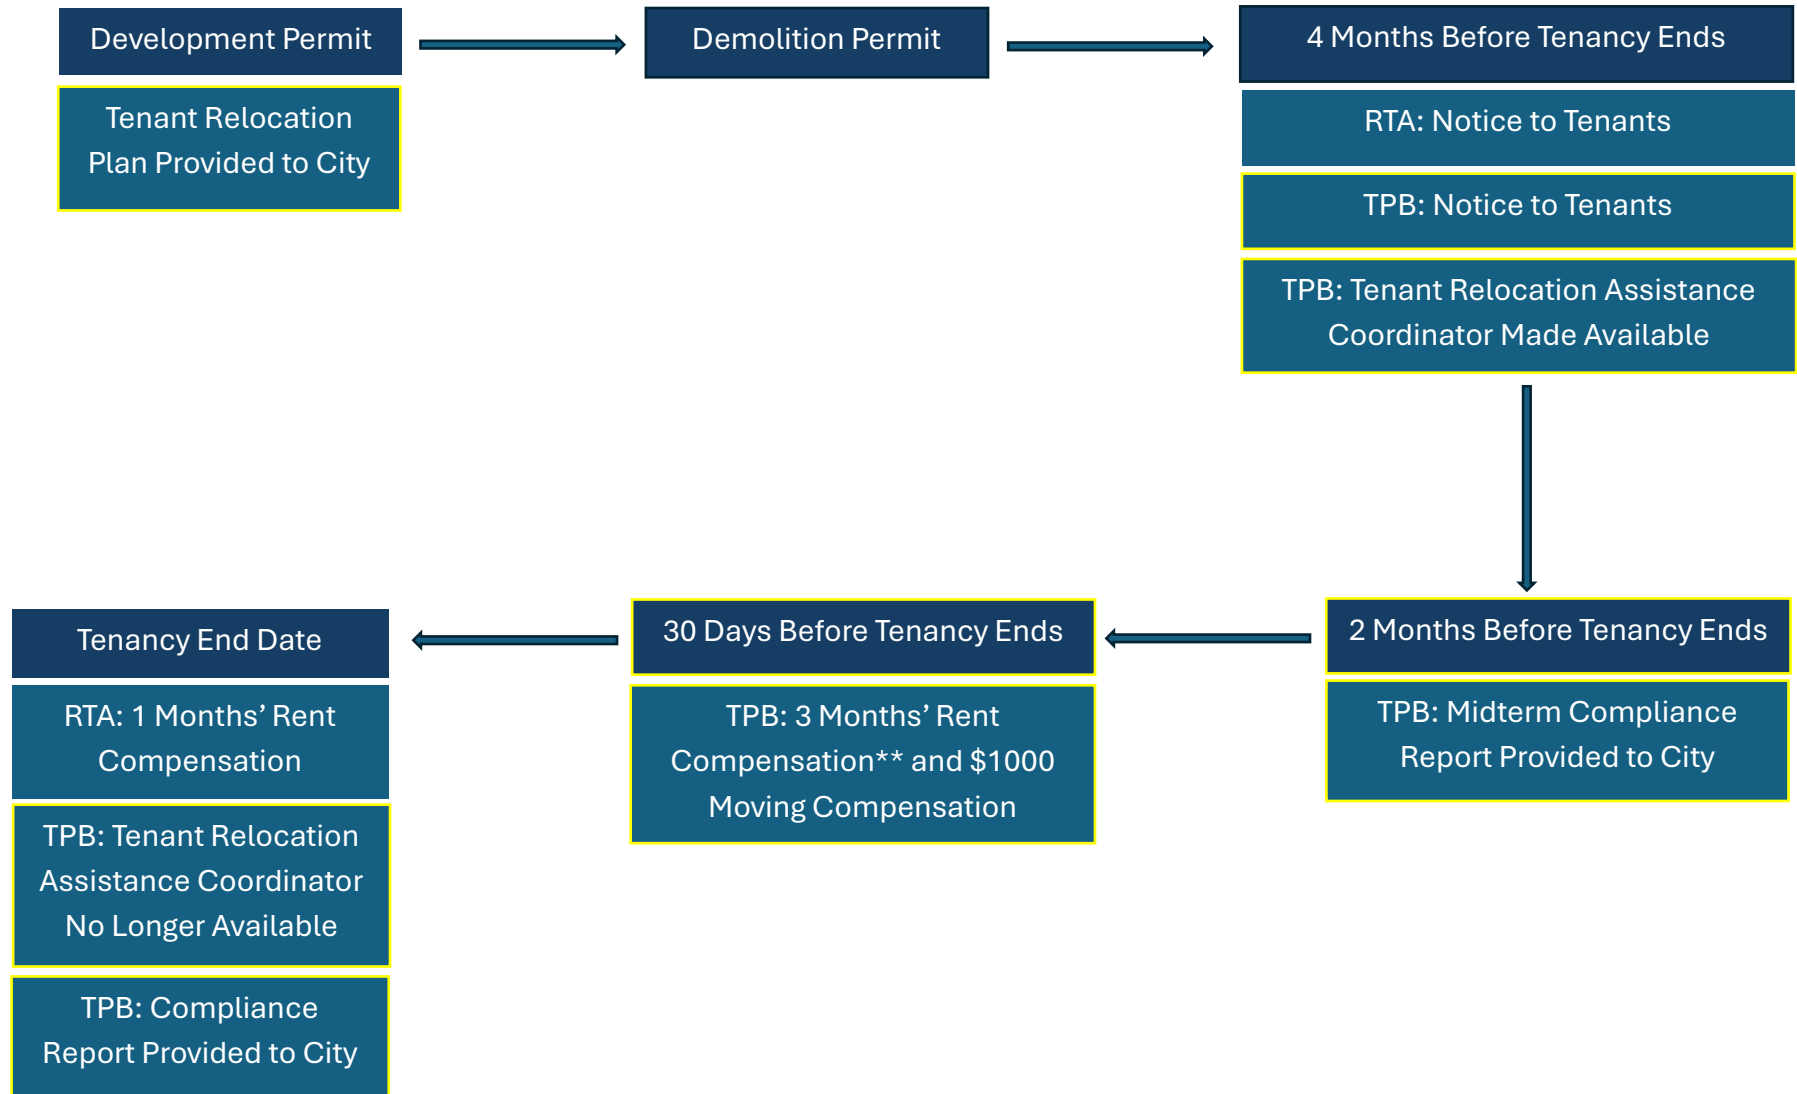 Development Permit
Tenant Relocation
Plan Provided to City
Demolition Permit
4 Months Before Tenancy Ends
RTA: Notice to Tenants
TPB: Notice to Tenants
TPB: Tenant Relocation Assistance
Coordinator Made Available
2 Months Before Tenancy Ends
TPB: Midterm Compliance
Report Provided to City
30 Days Before Tenancy Ends
TPB: 3 Months’ Rent
Compensation** and $1000
Moving Compensation
Tenancy End Date
RTA: 1 Months’ Rent
Compensation
TPB: Tenant Relocation
Assistance Coordinator
No Longer Available
TPB: Compliance
Report Provided to City